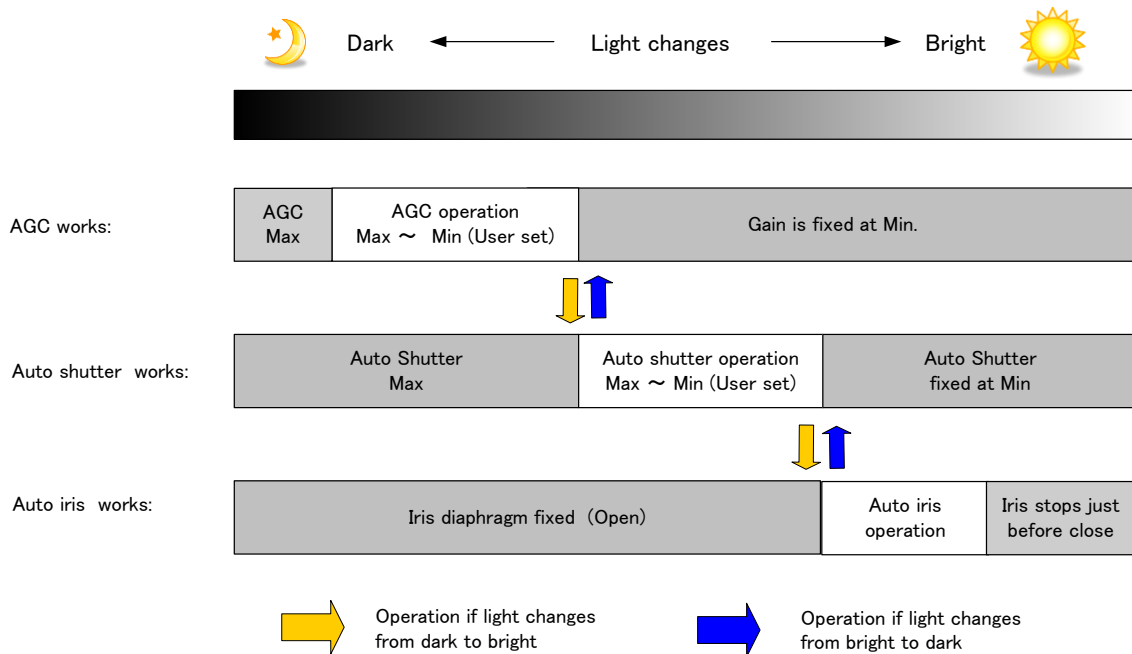 Dark
Light changes
Bright
AGC works:
AGC
Max
AGC operation
Max ～ Min (User set)
Gain is fixed at Min.
Auto shutter works:
Auto Shutter
Max
Auto shutter operation
Max ～ Min (User set)
Auto Shutter
fixed at Min
Auto iris works:
Iris diaphragm fixed (Open)
Auto iris
operation
Iris stops just
before close
Operation if light changes
from dark to bright
Operation if light changes
from bright to dark